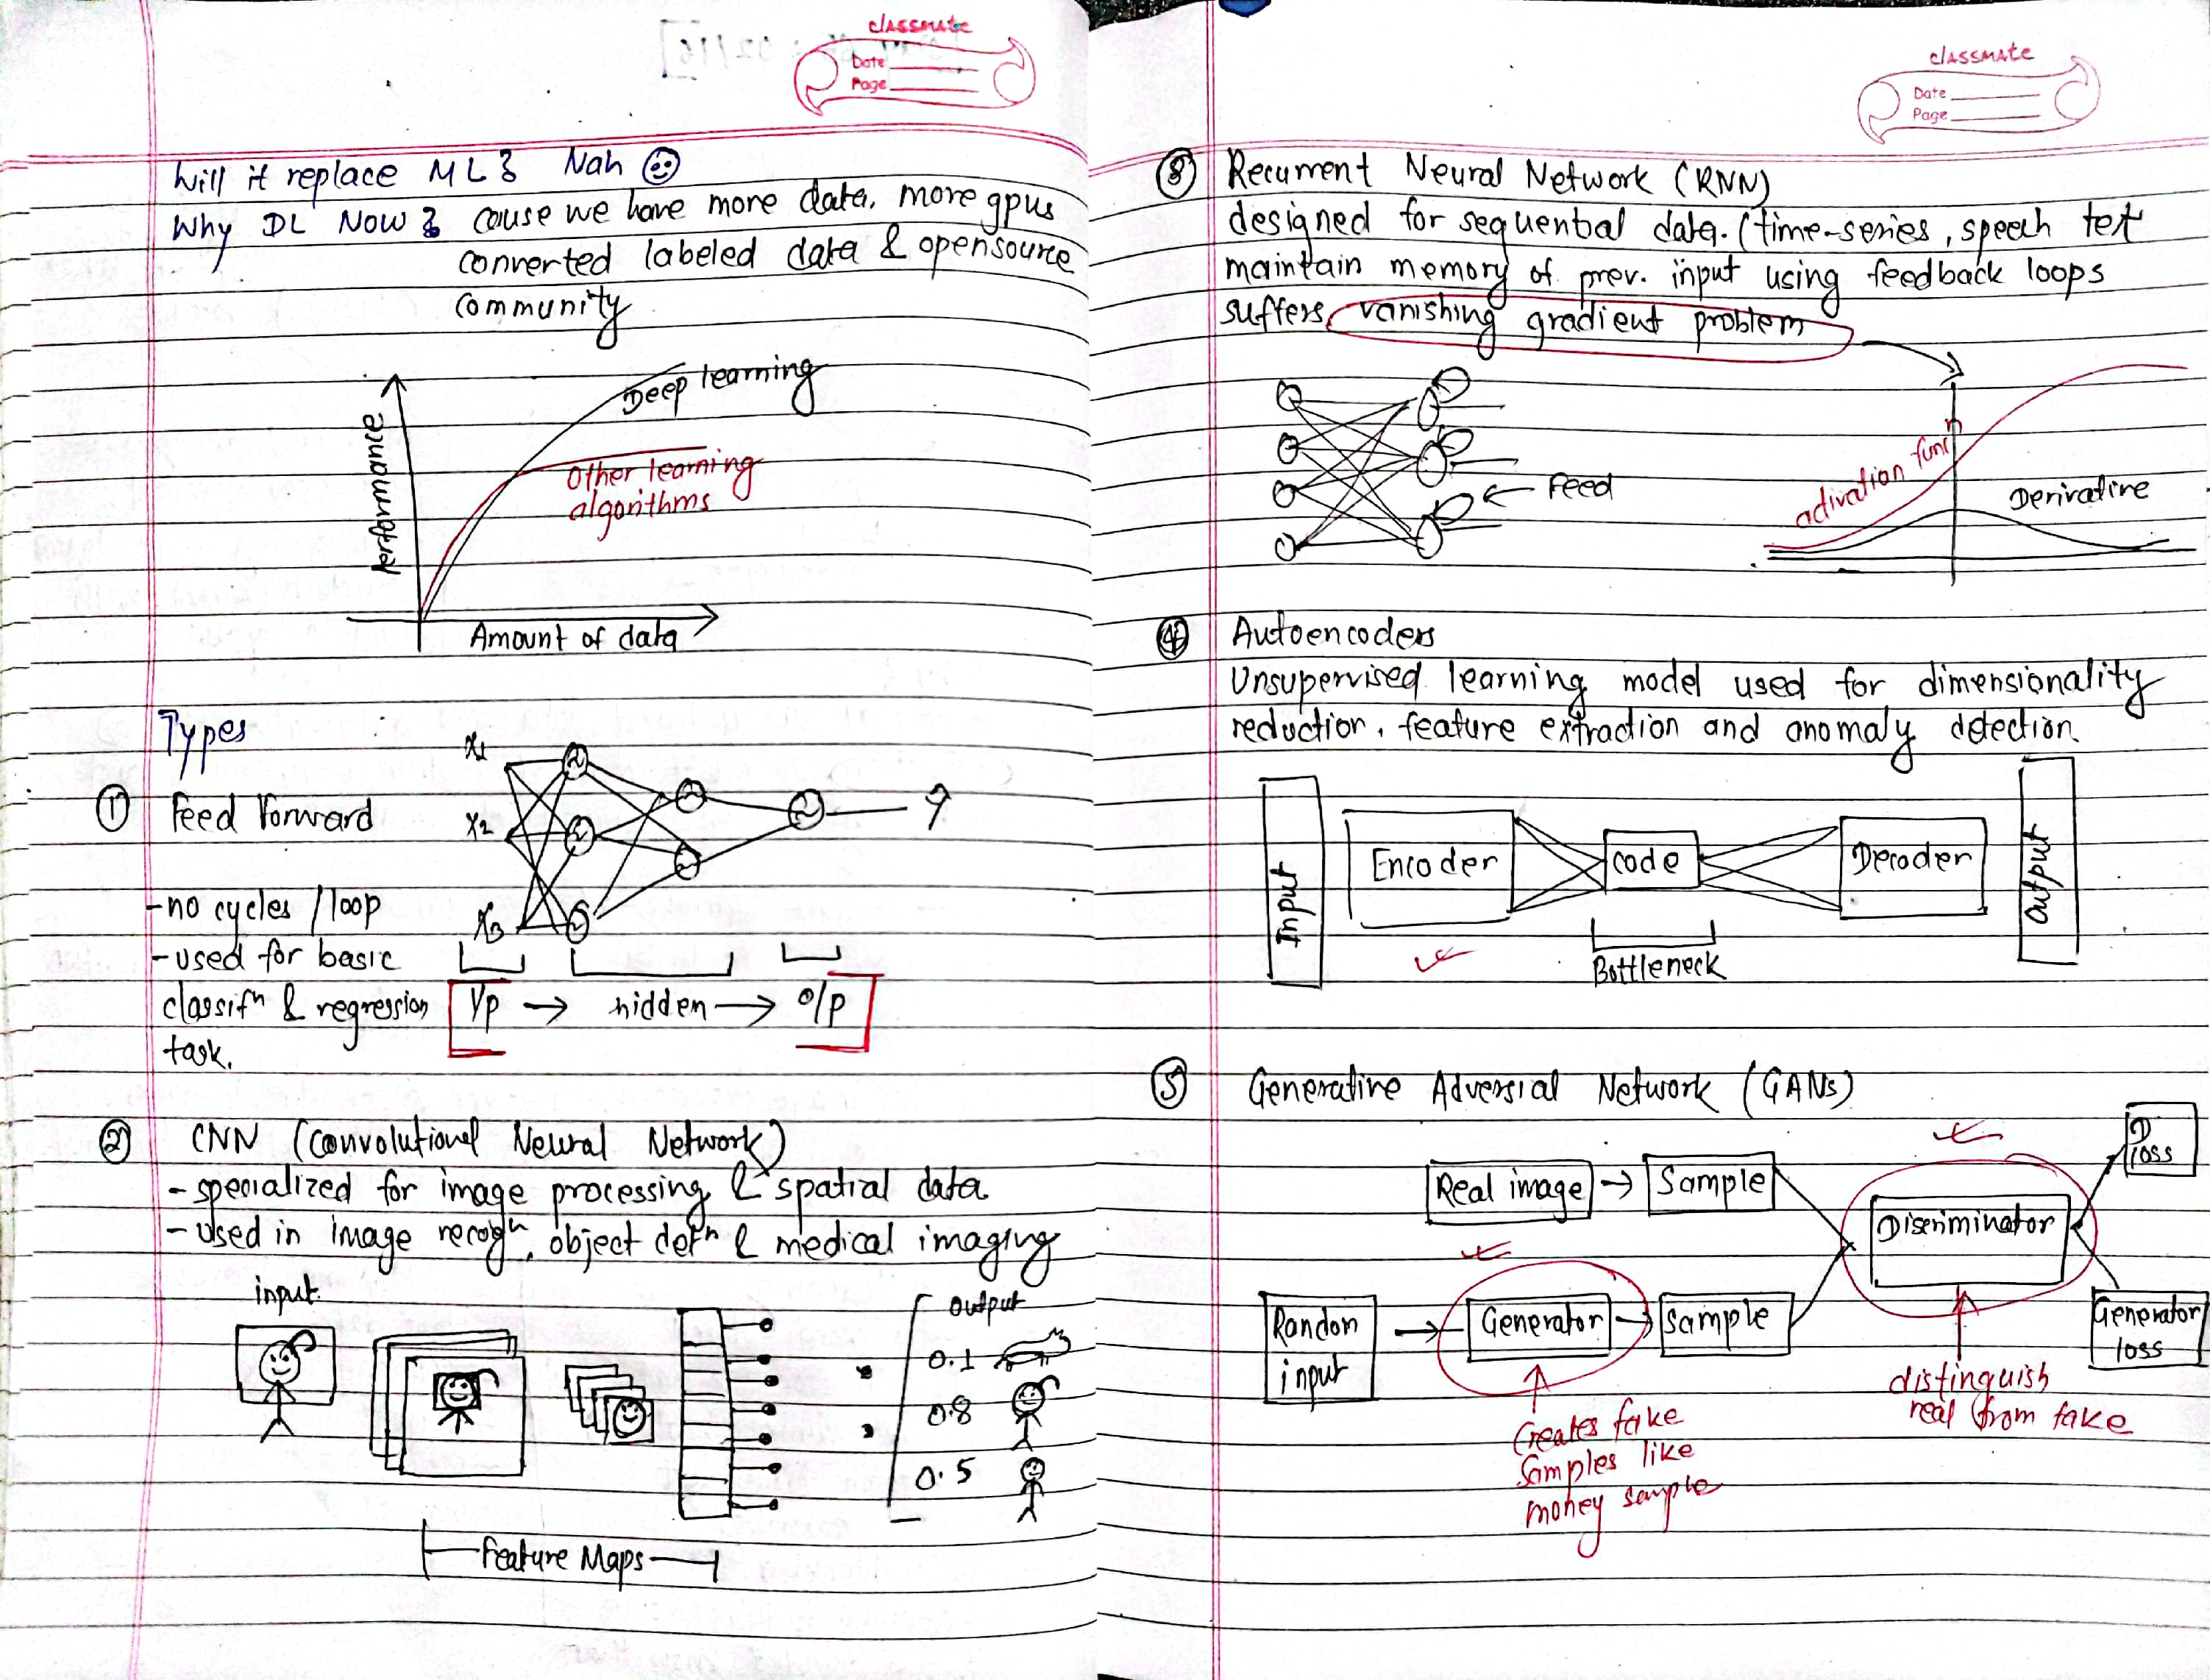 classmate
Date
Page
Will it replace ML? Nah
Why DL Now? cause we have more data, more gpus
converted labeled data & opensource
community
Performance
Deep learning
Other learning
algorithms
Amount of data
Types
① Feed Forward
x1
x2
x3
ŷ
- no cycles / loop
- used for basic
classifⁿ & regression
task.
I/p → hidden → o/p
② CNN (Convolutional Neural Network)
- specialized for image processing & spatial data
- used in image recogⁿ, object detⁿ & medical imaging
input
output
0.1
0.8
0.5
Feature Maps
classmate
Date
Page
③ Recurrent Neural Network (RNN)
designed for sequential data. (time-series, speech text
maintain memory of prev. input using feedback loops
suffers vanishing gradient problem
← Feed
activation funcⁿ
Derivative
④ Autoencoders
Unsupervised learning model used for dimensionality
reduction, feature extraction and anomaly detection.
Input
Encoder
code
Decoder
Output
Bottleneck
⑤ Generative Adversial Network (GANs)
Real image → Sample
Discriminator
D loss
Random input → Generator → Sample
Generator loss
Creates fake
Samples like
money sample
distinguish
real from fake